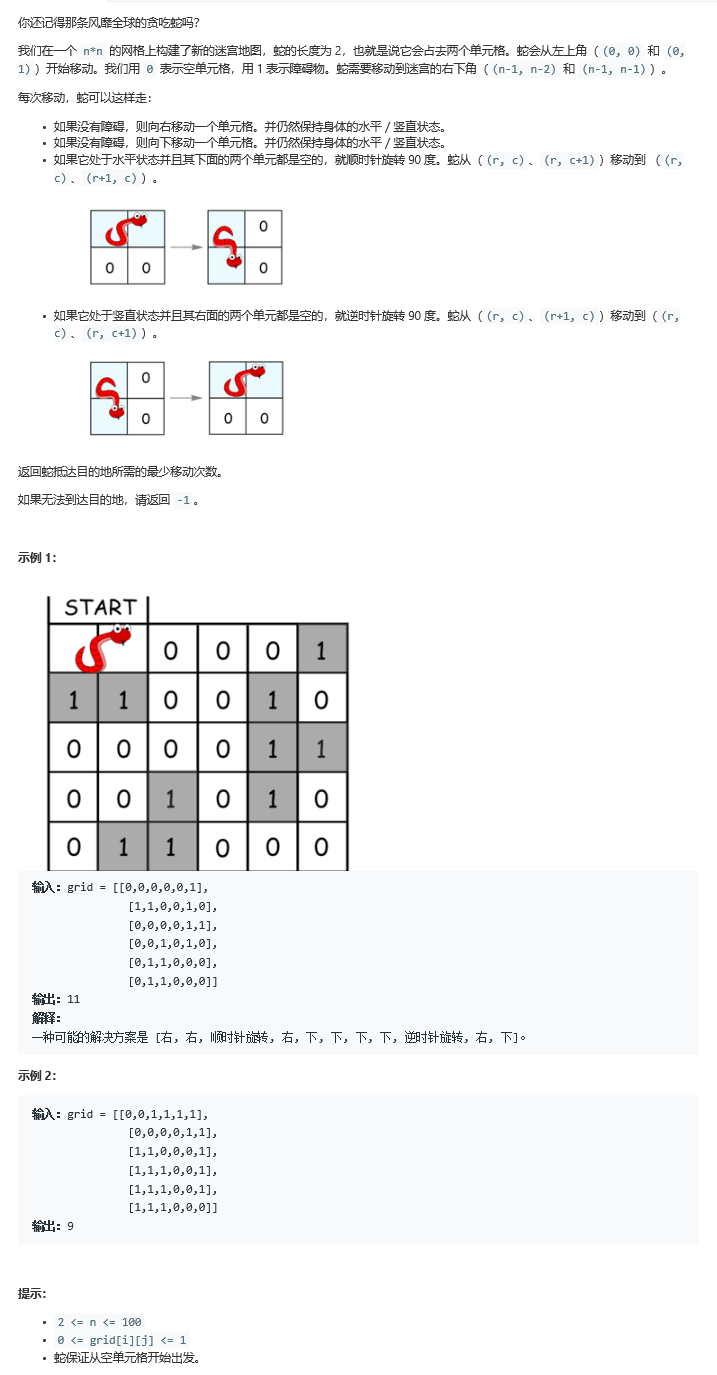 你还记得那条风靡全球的贪吃蛇吗？
我们在一个 n*n 的网格上构建了新的迷宫地图，蛇的长度为 2，也就是说它会占去两个单元格。蛇会从左上角（(0, 0) 和 (0,
1)）开始移动。我们用 0 表示空单元格，用 1 表示障碍物。蛇需要移动到迷宫的右下角（(n-1, n-2) 和 (n-1, n-1)）。
每次移动，蛇可以这样走：
• 如果没有障碍，则向右移动一个单元格。并仍然保持身体的水平／竖直状态。
• 如果没有障碍，则向下移动一个单元格。并仍然保持身体的水平／竖直状态。
• 如果它处于水平状态并且其下面的两个单元都是空的，就顺时针旋转 90 度。蛇从（(r, c)、(r, c+1)）移动到 （(r,
c)、(r+1, c)）。
0
0 0 0
• 如果它处于竖直状态并且其右面的两个单元都是空的，就逆时针旋转 90 度。蛇从（(r, c)、(r+1, c)）移动到（(r,
c)、(r, c+1)）。
0
0 0 0
返回蛇抵达目的地所需的最少移动次数。
如果无法到达目的地，请返回 -1。
示例 1：
START
0 0 0 1
1 1 0 0 1 0
0 0 0 0 1 1
0 0 1 0 1 0
0 1 1 0 0 0
输入：grid = [[0,0,0,0,0,1],
[1,1,0,0,1,0],
[0,0,0,0,1,1],
[0,0,1,0,1,0],
[0,1,1,0,0,0],
[0,1,1,0,0,0]]
输出：11
解释：
一种可能的解决方案是 [右, 右, 顺时针旋转, 右, 下, 下, 下, 下, 逆时针旋转, 右, 下]。
示例 2：
输入：grid = [[0,0,1,1,1,1],
[0,0,0,0,1,1],
[1,1,0,0,0,1],
[1,1,1,0,0,1],
[1,1,1,0,0,1],
[1,1,1,0,0,0]]
输出：9
提示：
• 2 <= n <= 100
• 0 <= grid[i][j] <= 1
• 蛇保证从空单元格开始出发。